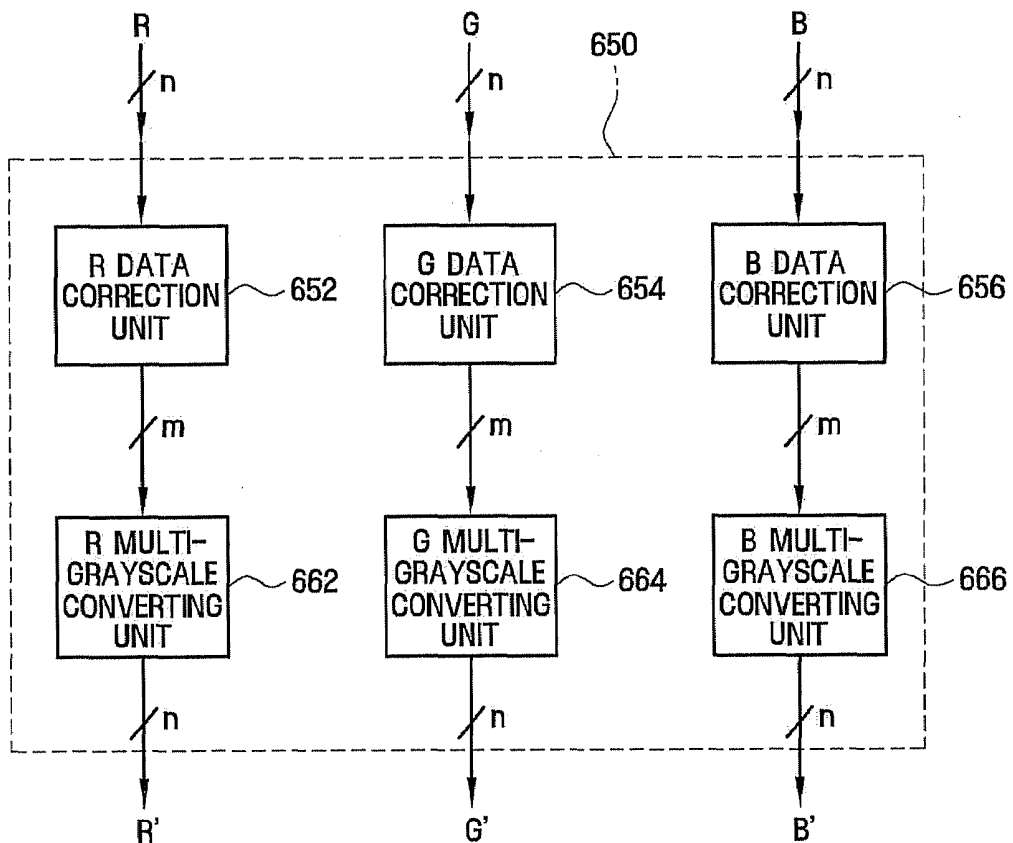 R G B
650
n n n
R DATA
CORRECTION
UNIT
652
G DATA
CORRECTION
UNIT
654
B DATA
CORRECTION
UNIT
656
m m m
R MULTI-
GRAYSCALE
CONVERTING
UNIT
662
G MULTI-
GRAYSCALE
CONVERTING
UNIT
664
B MULTI-
GRAYSCALE
CONVERTING
UNIT
666
n n n
R' G' B'